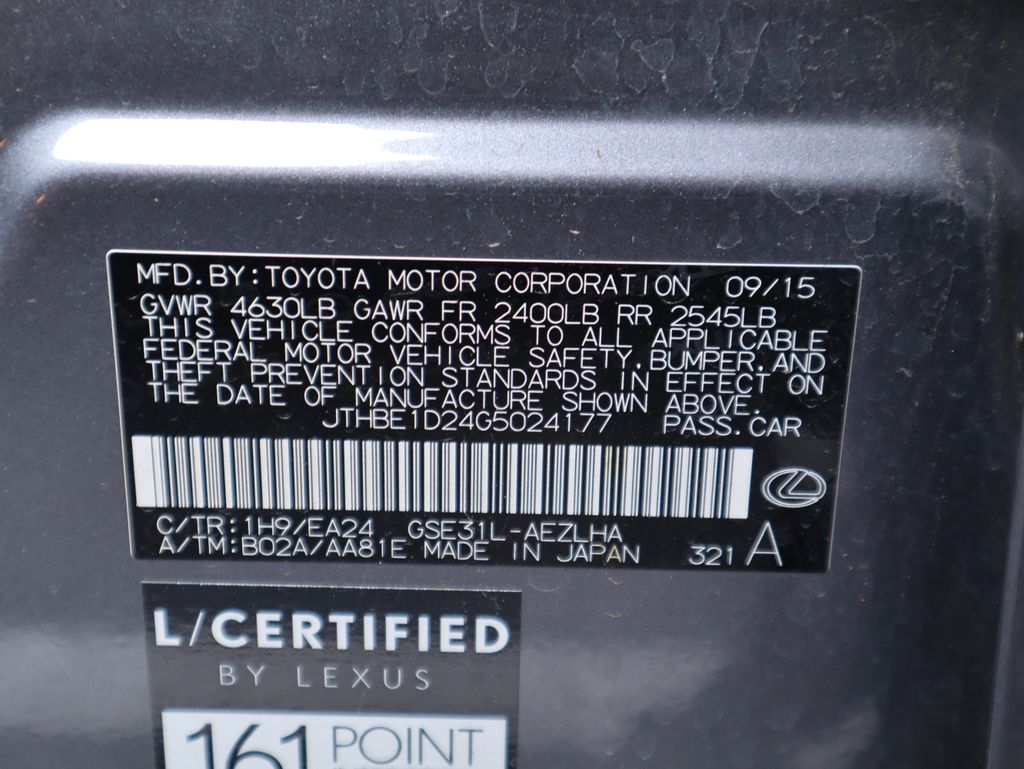 MFD.BY:TOYOTA MOTOR CORPORATION 09/15
GVWR 4630LB GAWR FR 2400LB RR 2545LB
THIS VEHICLE CONFORMS TO ALL APPLICABLE
FEDERAL MOTOR VEHICLE SAFETY,BUMPER,AND
THEFT PREVENTION STANDARDS IN EFFECT ON
THE DATE OF MANUFACTURE SHOWN ABOVE.
JTHBE1D24G5024177 PASS.CAR
C/TR:1H9/EA24 GSE31L-AEZLHA
A/TM:B02A/AA81E MADE IN JAPAN 321 A
L/CERTIFIED
BY LEXUS
161 POINT